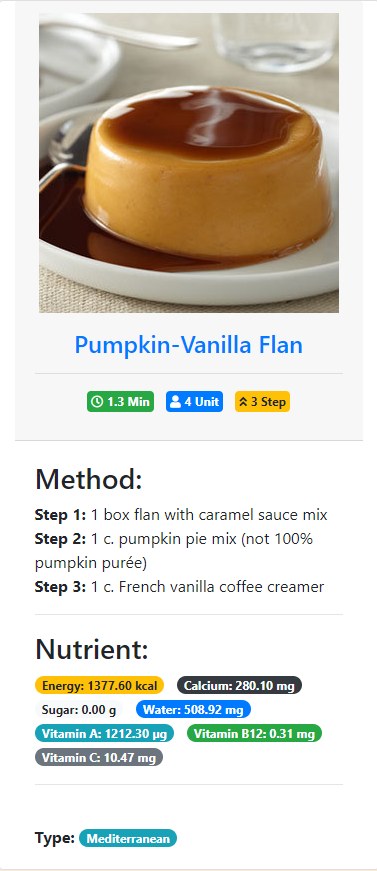 Pumpkin-Vanilla Flan
1.3 Min 4 Unit 3 Step
Method:
Step 1: 1 box flan with caramel sauce mix
Step 2: 1 c. pumpkin pie mix (not 100%
pumpkin purée)
Step 3: 1 c. French vanilla coffee creamer
Nutrient:
Energy: 1377.60 kcal Calcium: 280.10 mg
Sugar: 0.00 g Water: 508.92 mg
Vitamin A: 1212.30 µg Vitamin B12: 0.31 mg
Vitamin C: 10.47 mg
Type: Mediterranean